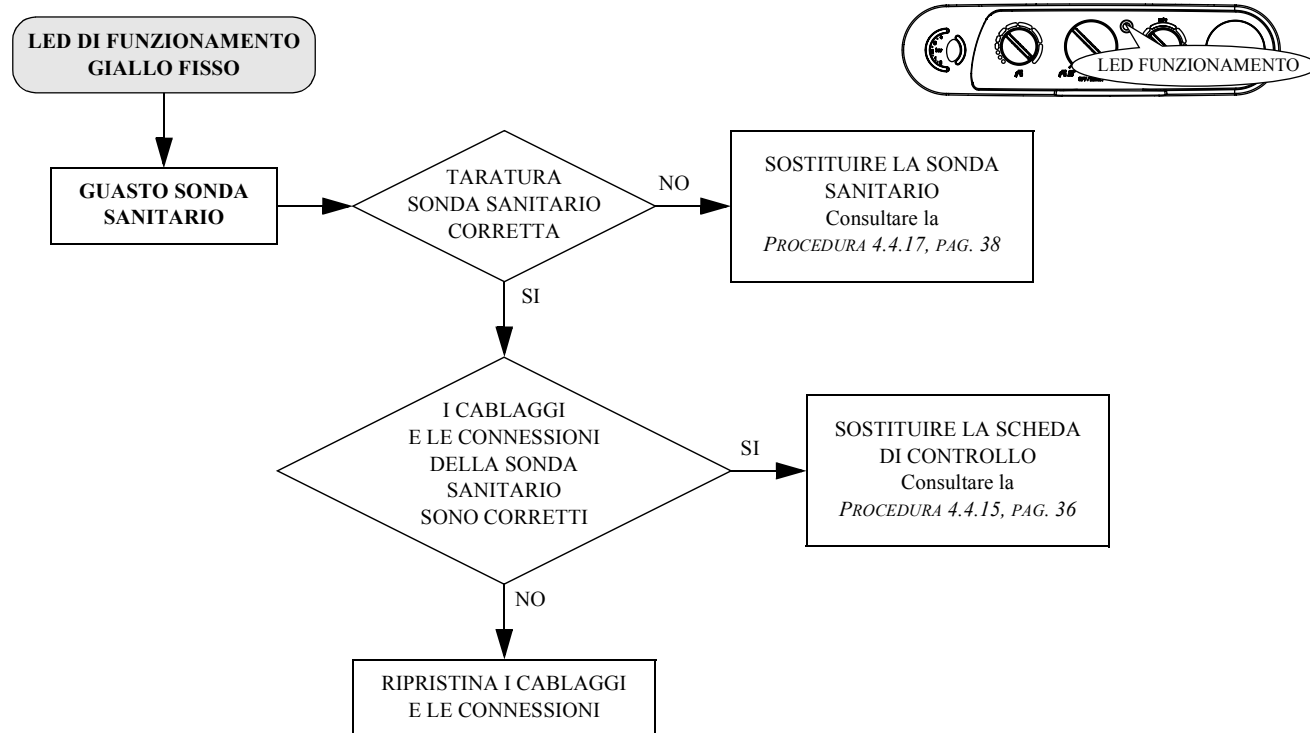 LED DI FUNZIONAMENTO
GIALLO FISSO
LED FUNZIONAMENTO
GUASTO SONDA
SANITARIO
TARATURA
SONDA SANITARIO
CORRETTA
NO
SOSTITUIRE LA SONDA
SANITARIO
Consultare la
PROCEDURA 4.4.17, PAG. 38
SI
I CABLAGGI
E LE CONNESSIONI
DELLA SONDA
SANITARIO
SONO CORRETTI
SI
SOSTITUIRE LA SCHEDA
DI CONTROLLO
Consultare la
PROCEDURA 4.4.15, PAG. 36
NO
RIPRISTINA I CABLAGGI
E LE CONNESSIONI